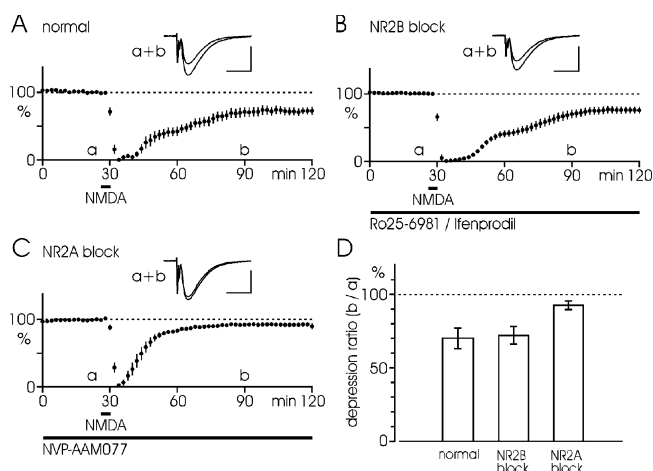 A normal
a+b
100
%
0
a
b
0 30 60 90 min 120
NMDA
B NR2B block
a+b
100
%
0
a
b
0 30 60 90 min 120
NMDA
Ro25-6981 / Ifenprodil
C NR2A block
a+b
100
%
0
a
b
0 30 60 90 min 120
NMDA
NVP-AAM077
D
%
100
50
0
depression ratio (b / a)
normal
NR2B
block
NR2A
block